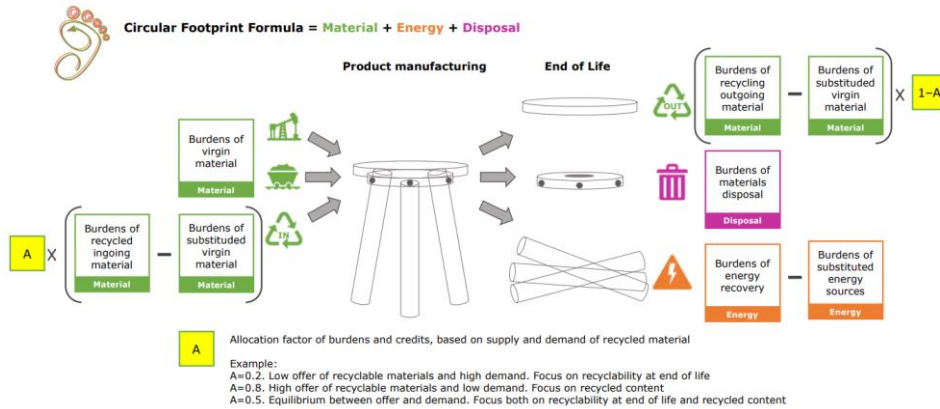 Circular Footprint Formula = Material + Energy + Disposal
Product manufacturing
End of Life
Burdens of
virgin
material
Material
A
X
Burdens of
recycled
ingoing
material
Material
—
Burdens of
substituded
virgin
material
Material
IN
OUT
Burdens of
recycling
outgoing
material
Material
—
Burdens of
substituded
virgin
material
Material
X
1-A
Burdens of
materials
disposal
Disposal
Burdens of
energy
recovery
Energy
—
Burdens of
substituded
energy
sources
Energy
A
Allocation factor of burdens and credits, based on supply and demand of recycled material
Example:
A=0.2. Low offer of recyclable materials and high demand. Focus on recyclability at end of life
A=0.8. High offer of recyclable materials and low demand. Focus on recycled content
A=0.5. Equilibrium between offer and demand. Focus both on recyclability at end of life and recycled content